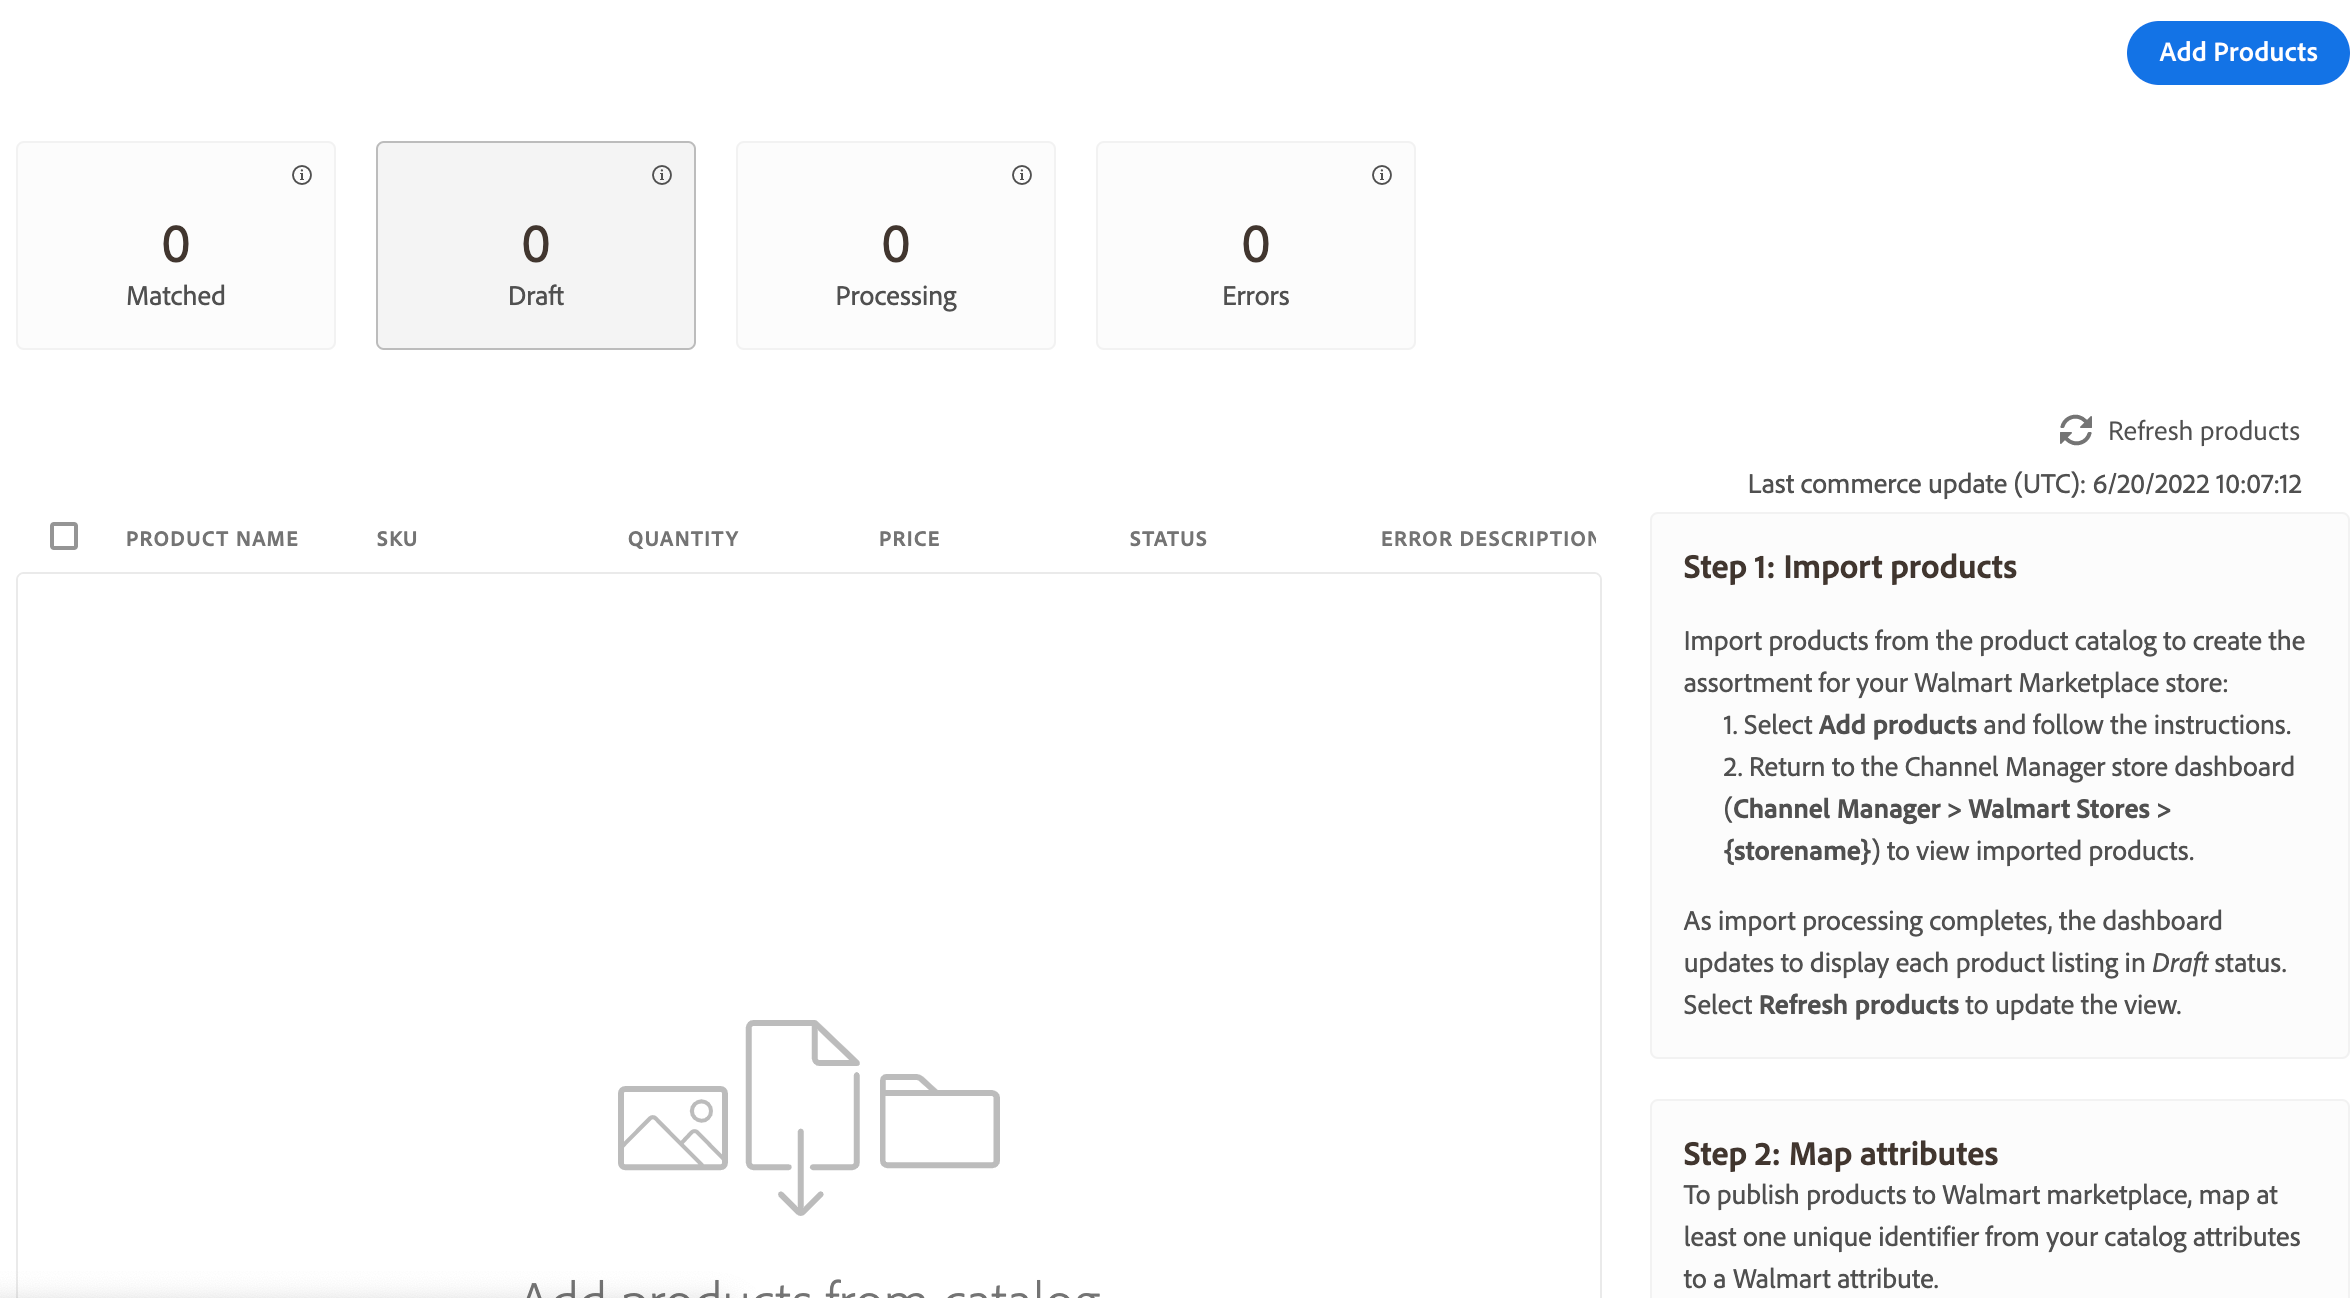 Add Products
0
Matched
0
Draft
0
Processing
0
Errors
Refresh products
Last commerce update (UTC): 6/20/2022 10:07:12
PRODUCT NAME SKU QUANTITY PRICE STATUS ERROR DESCRIPTION
Step 1: Import products
Import products from the product catalog to create the
assortment for your Walmart Marketplace store:
1. Select Add products and follow the instructions.
2. Return to the Channel Manager store dashboard
(Channel Manager > Walmart Stores >
{storename}) to view imported products.
As import processing completes, the dashboard
updates to display each product listing in Draft status.
Select Refresh products to update the view.
Step 2: Map attributes
To publish products to Walmart marketplace, map at
least one unique identifier from your catalog attributes
to a Walmart attribute.
Add products from catalog